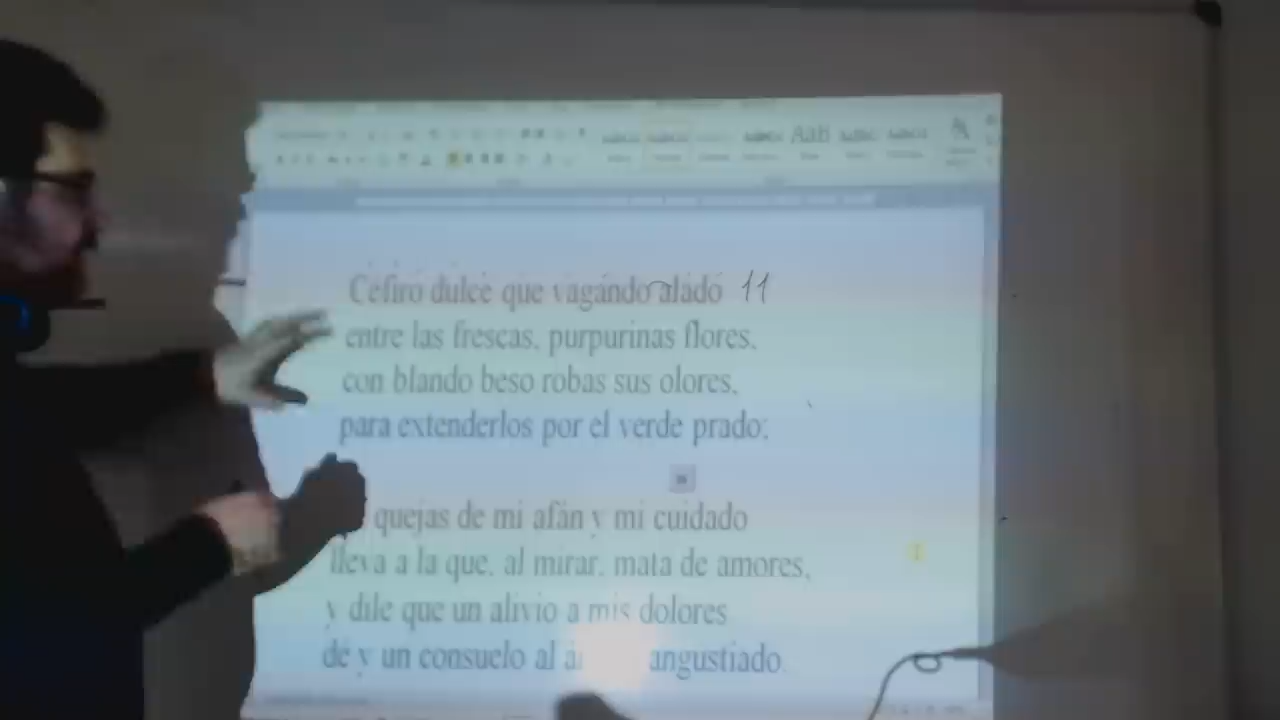 AaB
Céfiro dulce que vagando alado 11
entre las frescas, purpurinas flores,
con blando beso robas sus olores,
para extenderlos por el verde prado;
quejas de mi afán y mi cuidado
lleva a la que, al mirar, mata de amores,
y dile que un alivio a mis dolores
dé y un consuelo al angustiado.